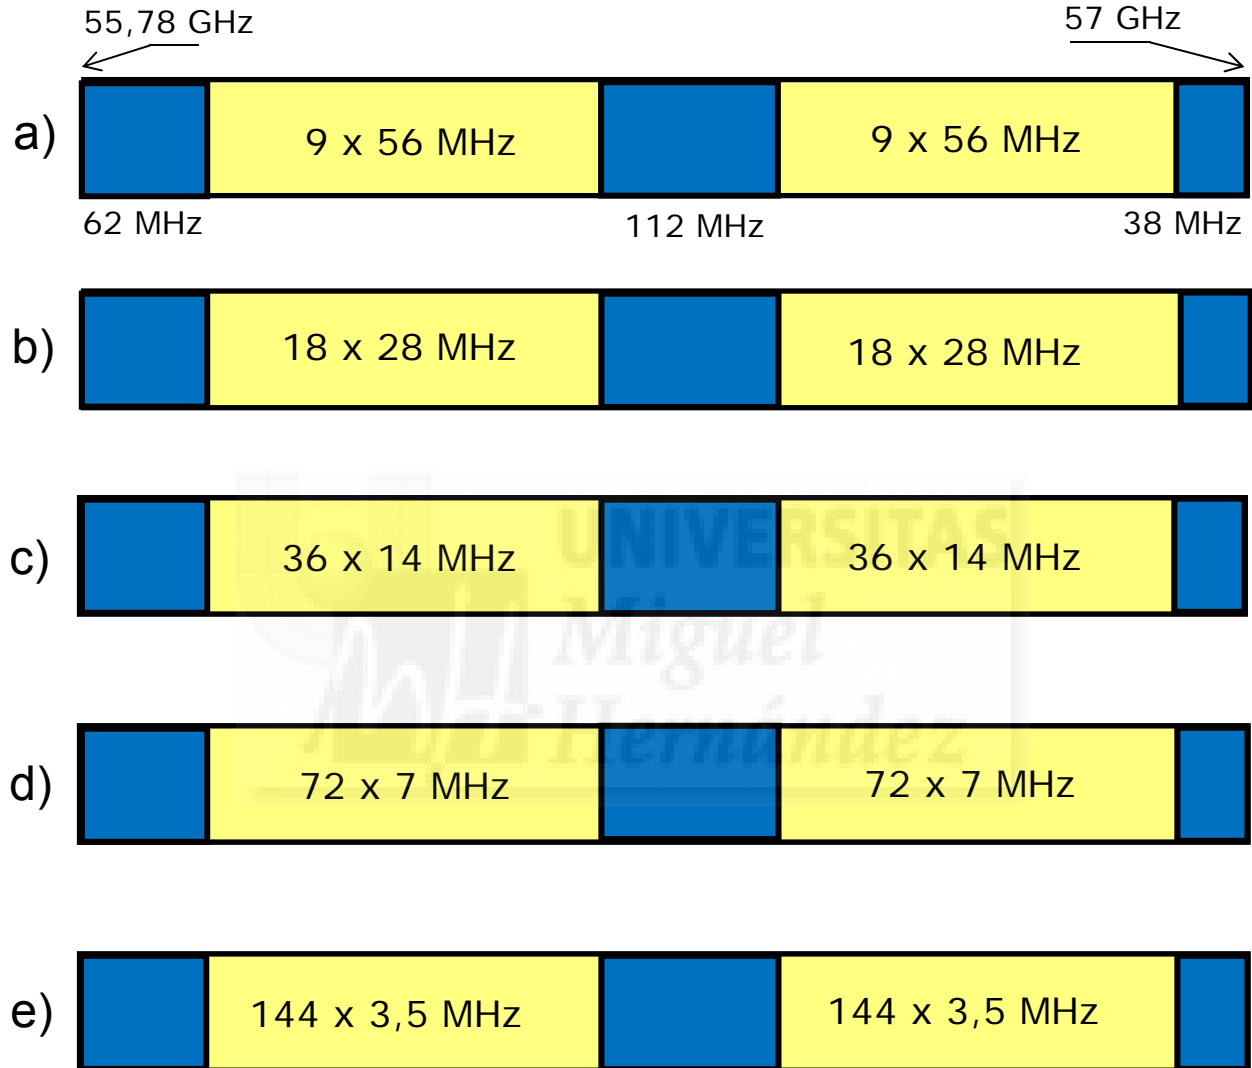 55,78 GHz
57 GHz
a)
9 x 56 MHz
9 x 56 MHz
62 MHz
112 MHz
38 MHz
b)
18 x 28 MHz
18 x 28 MHz
UNIVERSITAS
Miguel
Hernández
c)
36 x 14 MHz
36 x 14 MHz
d)
72 x 7 MHz
72 x 7 MHz
e)
144 x 3,5 MHz
144 x 3,5 MHz